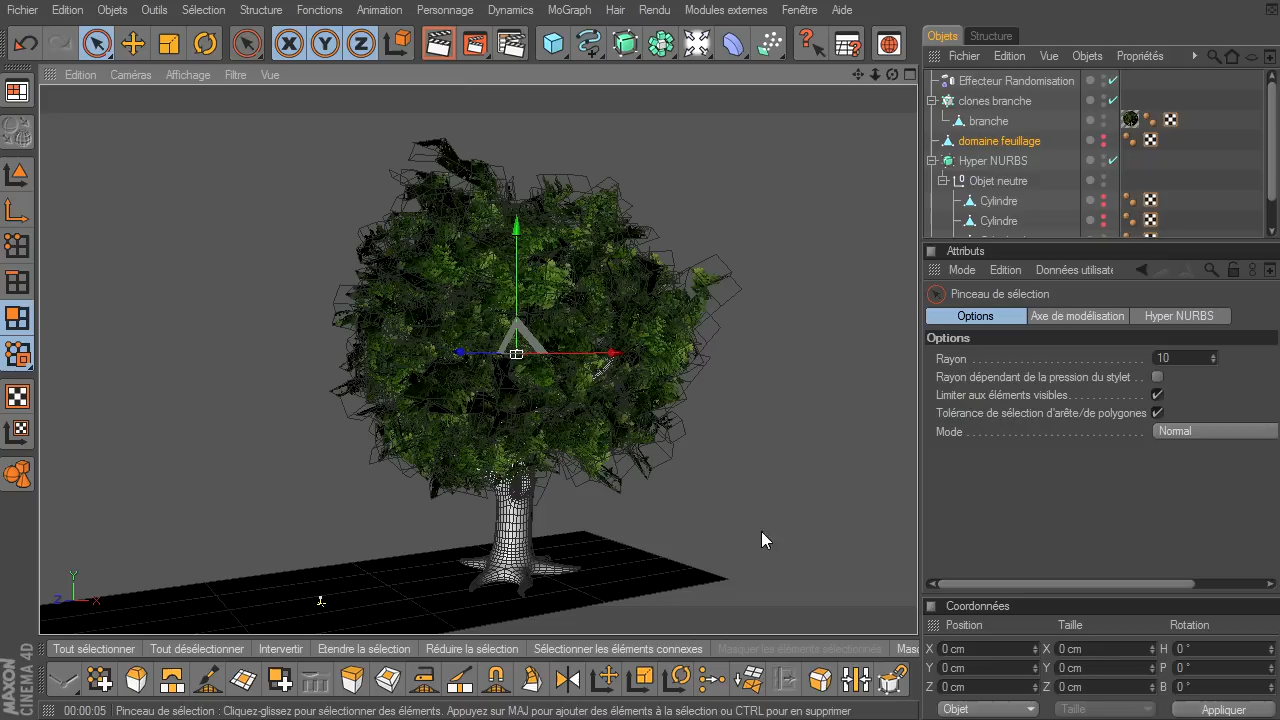 Fichier Edition Objets Outils Sélection Structure Fonctions Animation Personnage Dynamics MoGraph Hair Rendu Modules externes Fenêtre Aide
Edition Caméras Affichage Filtre Vue
Objets Structure
Fichier Edition Vue Objets Propriétés
Effecteur Randomisation
clones branche
branche
domaine feuillage
Hyper NURBS
Objet neutre
Cylindre
Cylindre
Attributs
Mode Edition Données utilisate
Pinceau de sélection
Options Axe de modélisation Hyper NURBS
Options
Rayon 10
Rayon dépendant de la pression du stylet
Limiter aux éléments visibles
Tolérance de sélection d'arête/de polygones
Mode Normal
Coordonnées
Position Taille Rotation
X 0 cm X 0 cm H 0 °
Y 0 cm Y 0 cm P 0 °
Z 0 cm Z 0 cm B 0 °
Objet Taille Appliquer
X Y Z
Y
Z X
Tout sélectionner Tout désélectionner Intervertir Etendre la sélection Réduire la sélection Sélectionner les éléments connexes Masquer les éléments sélectionnés Masc
MAXON
CINEMA 4D
00:00:05 Pinceau de sélection : Cliquez-glissez pour sélectionner des éléments. Appuyez sur MAJ pour ajouter des éléments à la sélection ou CTRL pour en supprimer